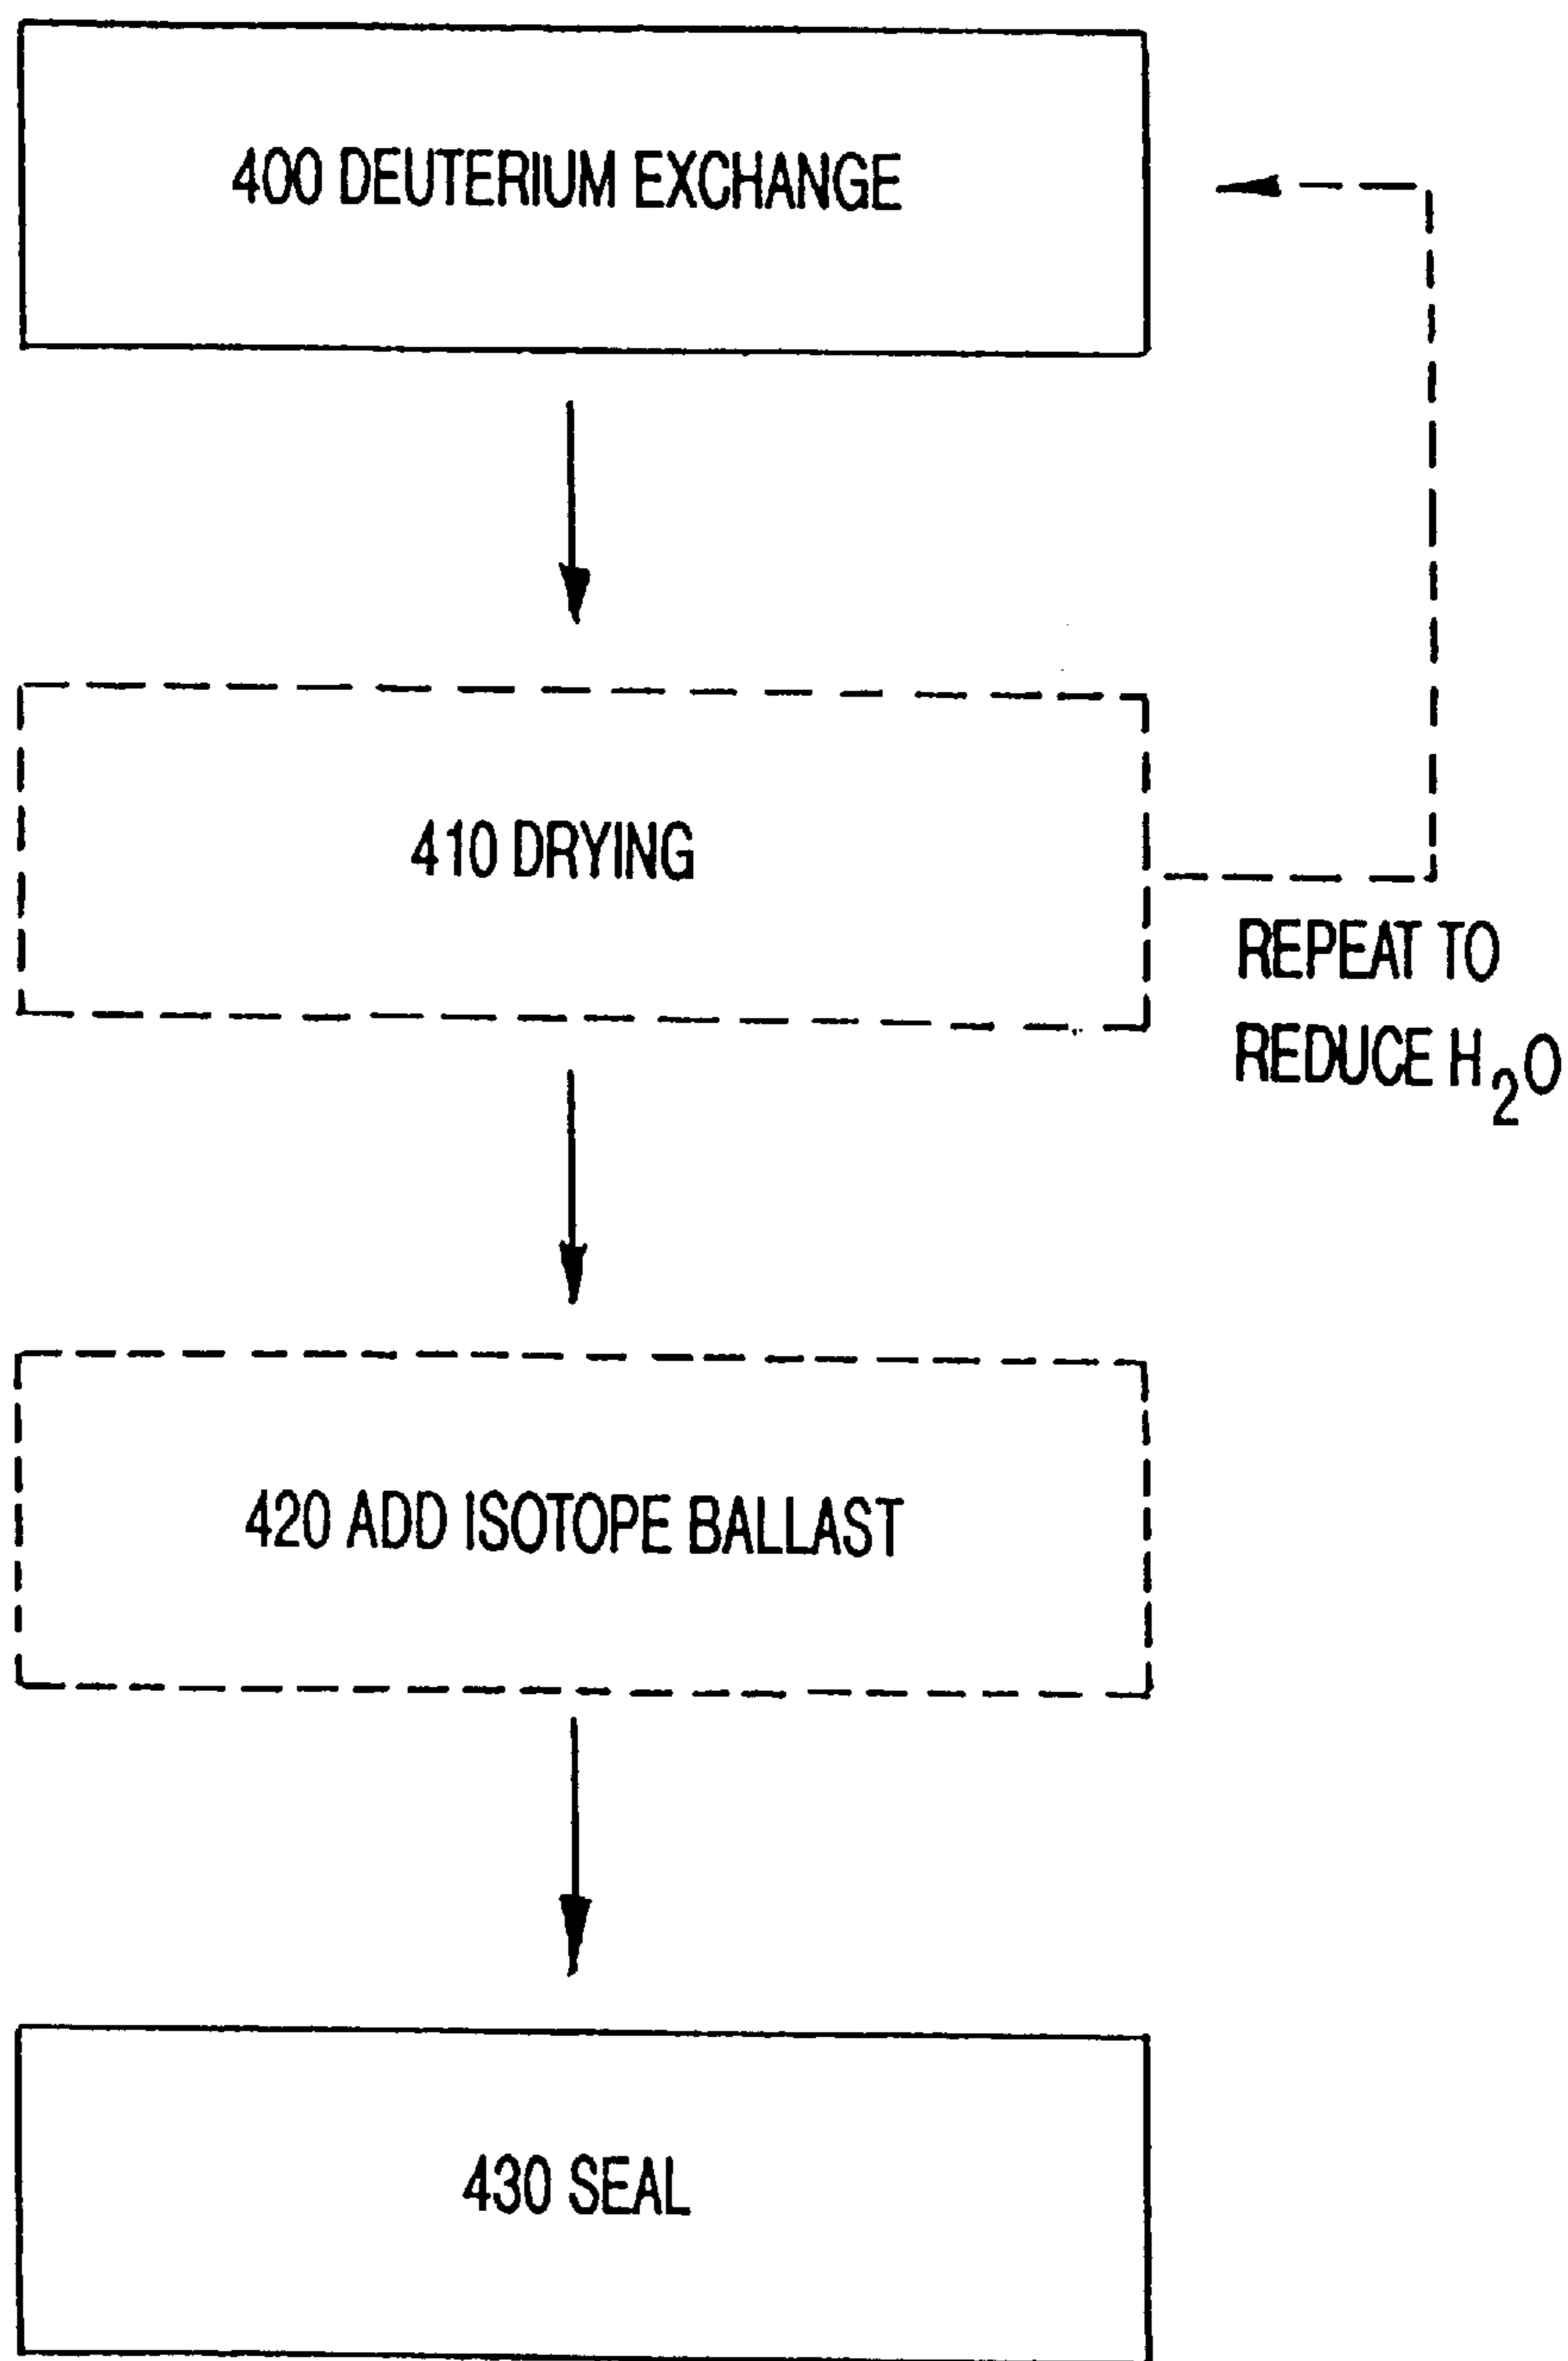 400 DEUTERIUM EXCHANGE
410 DRYING
REPEAT TO
REDUCE H₂O
420 ADD ISOTOPE BALLAST
430 SEAL